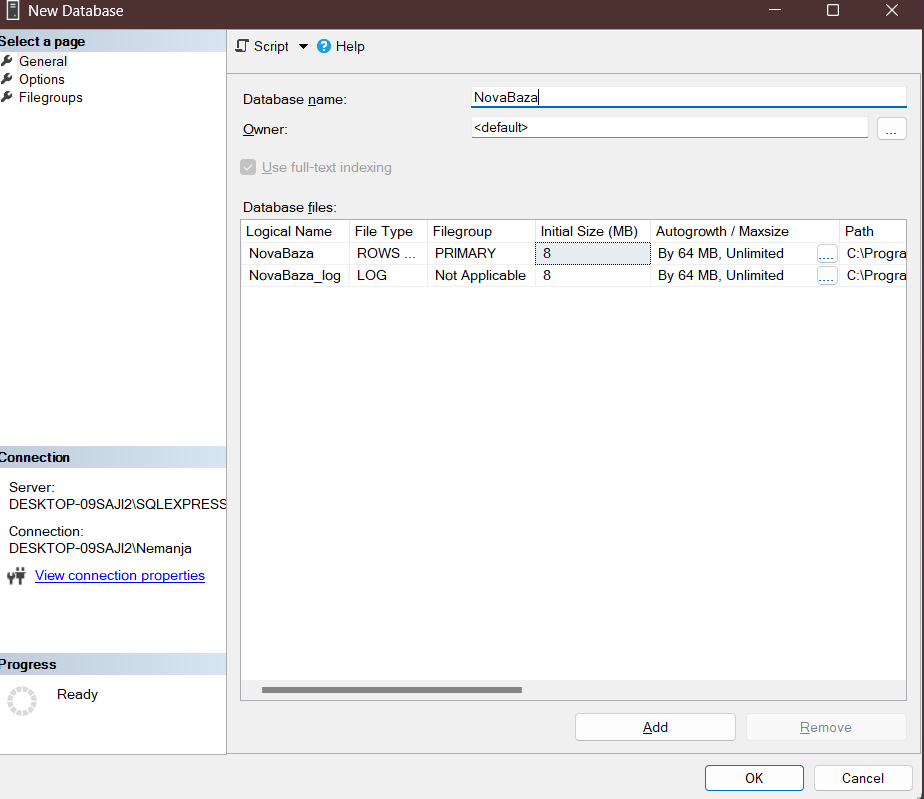 New Database
Select a page
General
Options
Filegroups
Script
Help
Database name:
NovaBaza
Owner:
<default>
...
Use full-text indexing
Database files:
Logical Name File Type Filegroup Initial Size (MB) Autogrowth / Maxsize Path
NovaBaza ROWS ... PRIMARY 8 By 64 MB, Unlimited .... C:\Progra
NovaBaza_log LOG Not Applicable 8 By 64 MB, Unlimited .... C:\Progra
Connection
Server:
DESKTOP-09SAJI2\SQLEXPRESS
Connection:
DESKTOP-09SAJI2\Nemanja
View connection properties
Progress
Ready
Add
Remove
OK
Cancel